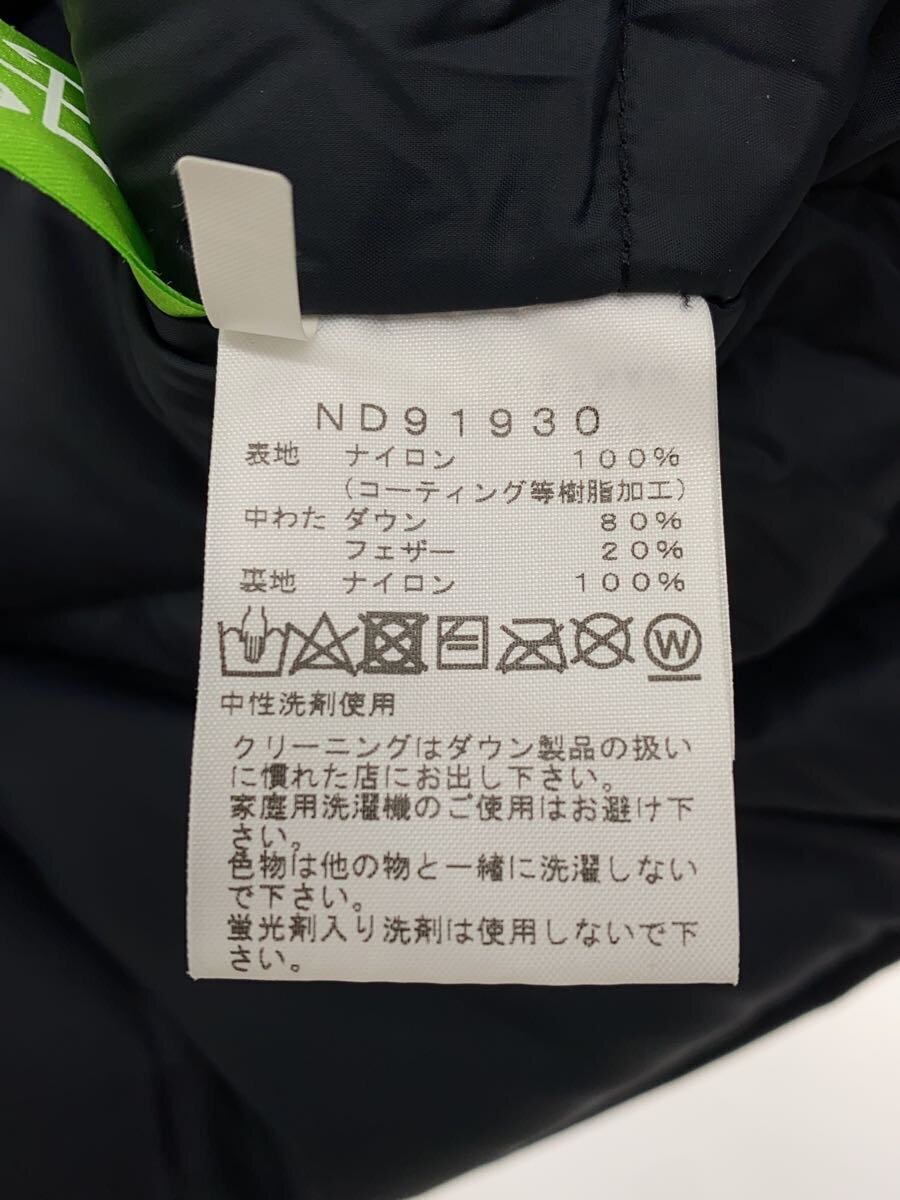 ND91930
表地 ナイロン 100%
(コーティング等樹脂加工)
中わた ダウン 80%
フェザー 20%
裏地 ナイロン 100%
W
中性洗剤使用
クリーニングはダウン製品の扱い
に慣れた店にお出し下さい。
家庭用洗濯機のご使用はお避け下
さい。
色物は他の物と一緒に洗濯しない
で下さい。
蛍光剤入り洗剤は使用しないで下
さい。